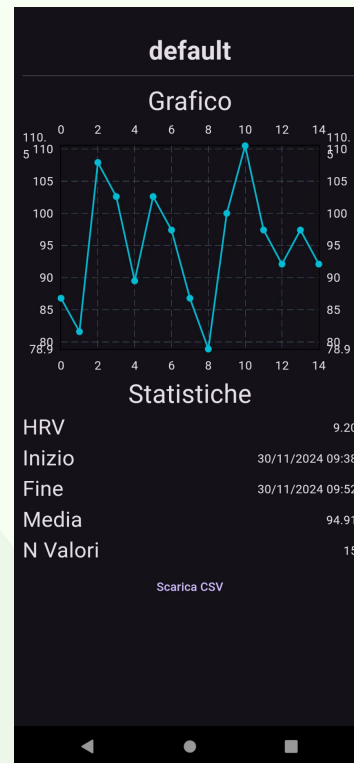 default
Grafico
0 2 4 6 8 10 12 14
110.5 110.5
110 110
105 105
100 100
95 95
90 90
85 85
80 80
78.9 78.9
0 2 4 6 8 10 12 14
Statistiche
HRV 9.20
Inizio 30/11/2024 09:38
Fine 30/11/2024 09:52
Media 94.91
N Valori 15
Scarica CSV